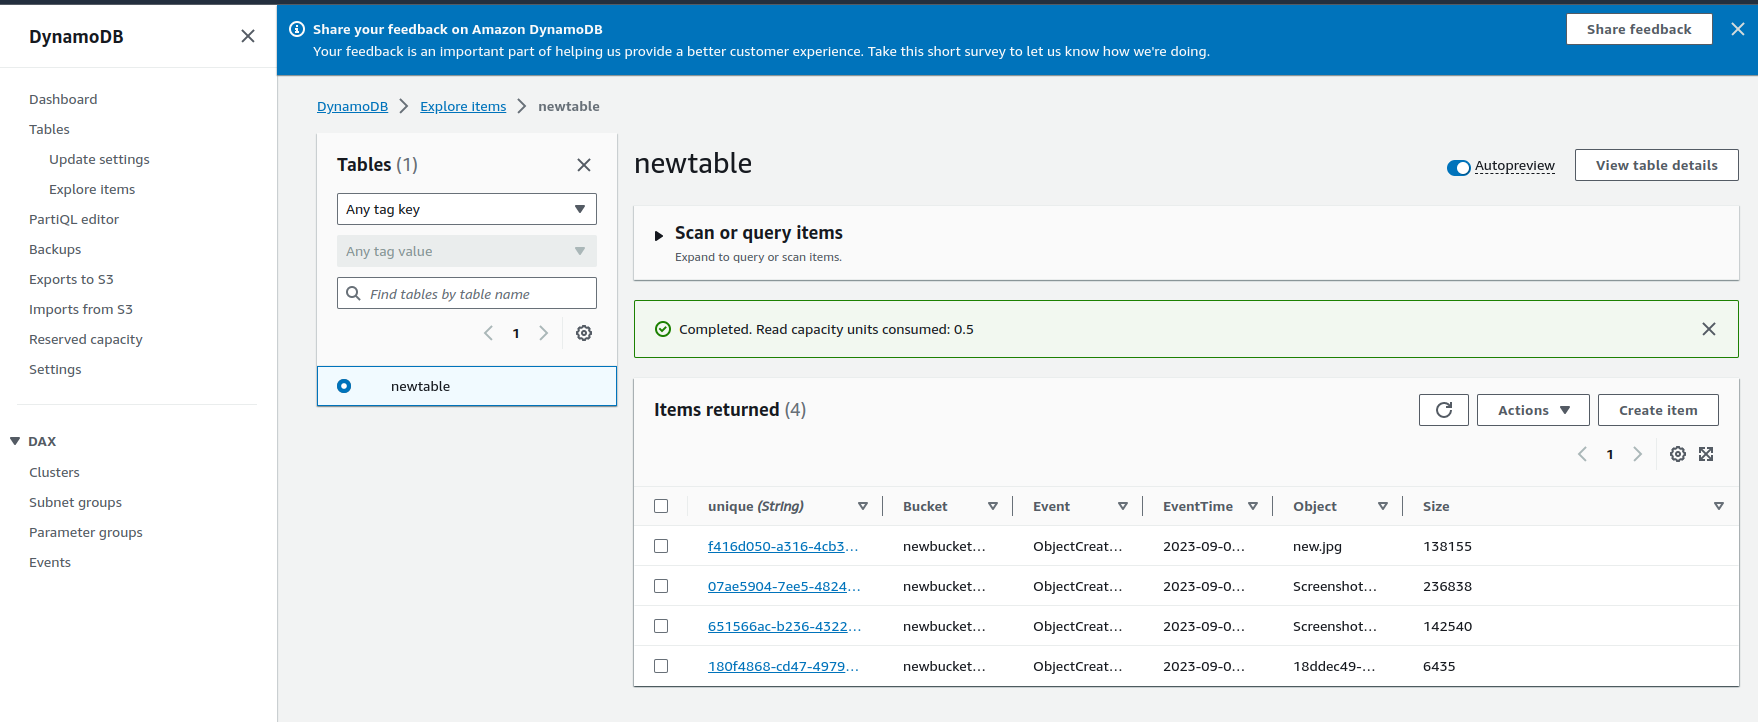 DynamoDB
Dashboard
Tables
Update settings
Explore items
PartiQL editor
Backups
Exports to S3
Imports from S3
Reserved capacity
Settings
DAX
Clusters
Subnet groups
Parameter groups
Events
Share your feedback on Amazon DynamoDB
Your feedback is an important part of helping us provide a better customer experience. Take this short survey to let us know how we're doing.
Share feedback
DynamoDB Explore items newtable
Tables (1)
Any tag key
Any tag value
Find tables by table name
1
newtable
newtable
Autopreview View table details
Scan or query items
Expand to query or scan items.
Completed. Read capacity units consumed: 0.5
Items returned (4)
Actions Create item
1
unique (String) Bucket Event EventTime Object Size
f416d050-a316-4cb3... newbucket... ObjectCreat... 2023-09-0... new.jpg 138155
07ae5904-7ee5-4824... newbucket... ObjectCreat... 2023-09-0... Screenshot... 236838
651566ac-b236-4322... newbucket... ObjectCreat... 2023-09-0... Screenshot... 142540
180f4868-cd47-4979... newbucket... ObjectCreat... 2023-09-0... 18ddec49-... 6435